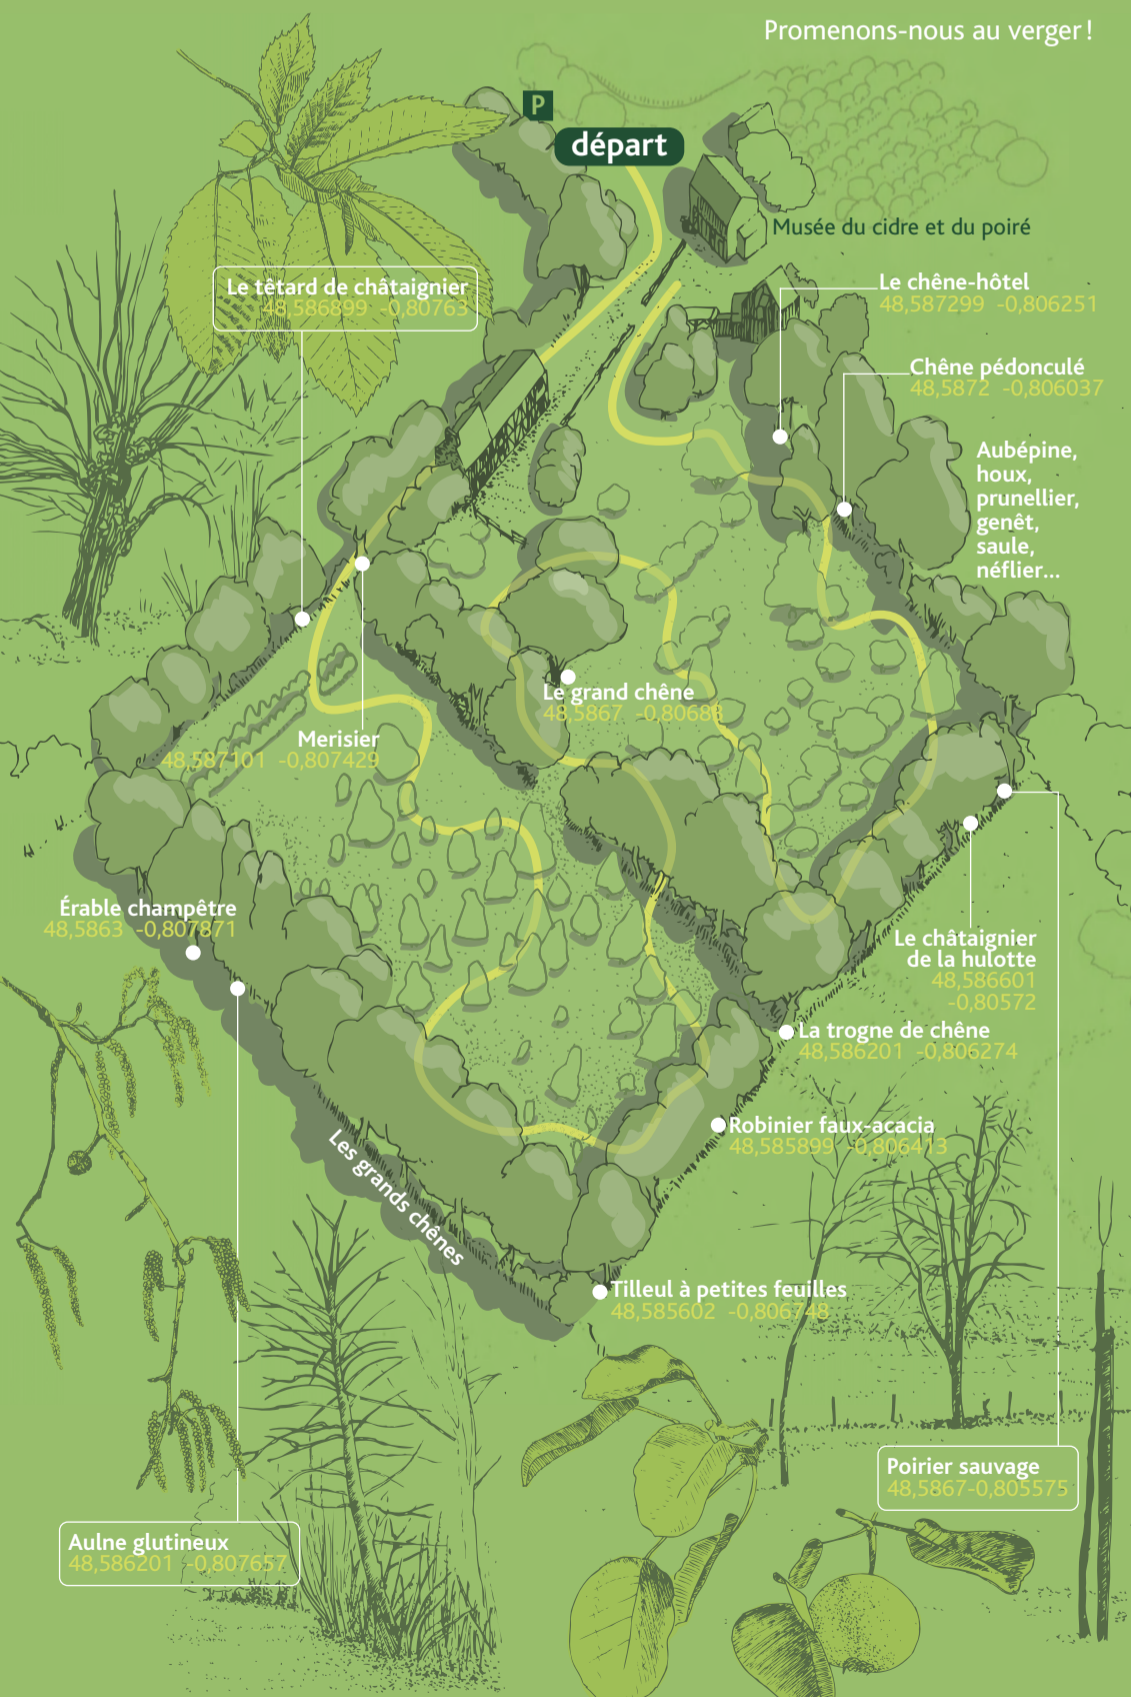 Promenons-nous au verger !
P
départ
Musée du cidre et du poiré
Le têtard de châtaignier
48,586899 -0,80763
Le chêne-hôtel
48,587299 -0,806251
Chêne pédonculé
48,5872 -0,806037
Aubépine,
houx,
prunellier,
genêt,
saule,
néflier...
Le grand chêne
48,5867 -0,80688
Merisier
48,587101 -0,807429
Érable champêtre
48,5863 -0,807871
Le châtaignier
de la hulotte
48,586601
-0,80572
La trogne de chêne
48,586201 -0,806274
Robinier faux-acacia
48,585899 -0,806413
Les grands chênes
Tilleul à petites feuilles
48,585602 -0,806748
Poirier sauvage
48,5867-0,805575
Aulne glutineux
48,586201 -0,807657